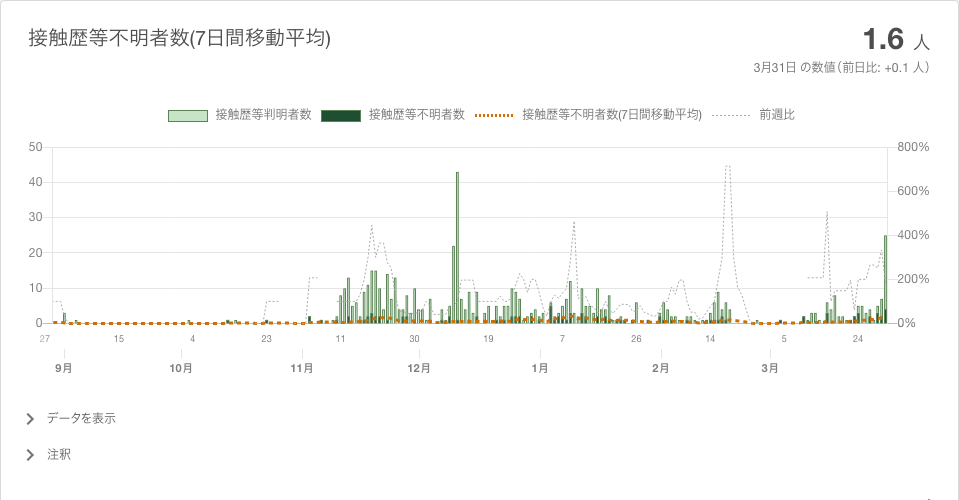 接触歴等不明者数(7日間移動平均)
1.6 人
3月31日 の数値（前日比: +0.1 人）
接触歴等判明者数 接触歴等不明者数 接触歴等不明者数(7日間移動平均) 前週比
50 800%
40 600%
30 400%
20 200%
10 0%
0
27 15 4 23 11 30 19 7 26 14 5 24
9月 10月 11月 12月 1月 2月 3月
データを表示
注釈